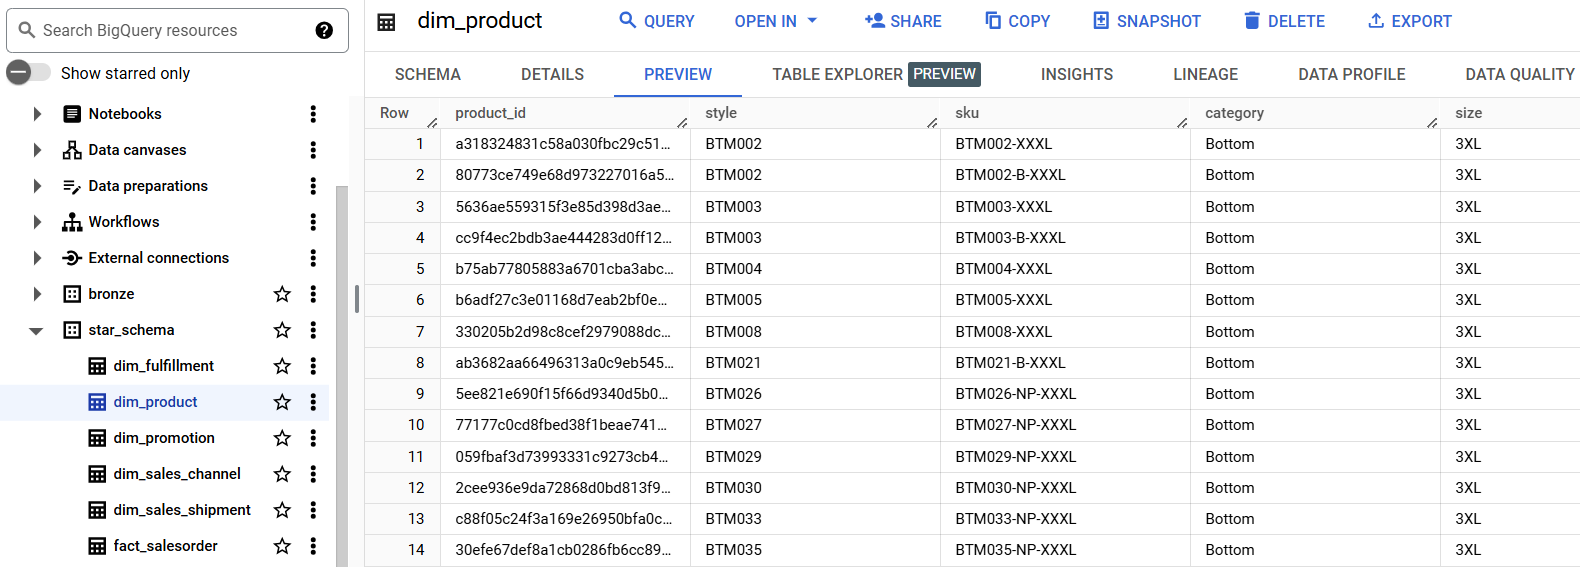 Search BigQuery resources
Show starred only
Notebooks
Data canvases
Data preparations
Workflows
External connections
bronze
star_schema
dim_fulfillment
dim_product
dim_promotion
dim_sales_channel
dim_sales_shipment
fact_salesorder
dim_product QUERY OPEN IN SHARE COPY SNAPSHOT DELETE EXPORT
SCHEMA DETAILS PREVIEW TABLE EXPLORER PREVIEW INSIGHTS LINEAGE DATA PROFILE DATA QUALITY
Row product_id style sku category size
1 a318324831c58a030fbc29c51... BTM002 BTM002-XXXL Bottom 3XL
2 80773ce749e68d973227016a5... BTM002 BTM002-B-XXXL Bottom 3XL
3 5636ae559315f3e85d398d3ae... BTM003 BTM003-XXXL Bottom 3XL
4 cc9f4ec2bdb3ae444283d0ff12... BTM003 BTM003-B-XXXL Bottom 3XL
5 b75ab77805883a6701cba3abc... BTM004 BTM004-XXXL Bottom 3XL
6 b6adf27c3e01168d7eab2bf0e... BTM005 BTM005-XXXL Bottom 3XL
7 330205b2d98c8cef2979088dc... BTM008 BTM008-XXXL Bottom 3XL
8 ab3682aa66496313a0c9eb545... BTM021 BTM021-B-XXXL Bottom 3XL
9 5ee821e690f15f66d9340d5b0... BTM026 BTM026-NP-XXXL Bottom 3XL
10 77177c0cd8fbed38f1beae741... BTM027 BTM027-NP-XXXL Bottom 3XL
11 059fbaf3d73993331c9273cb4... BTM029 BTM029-NP-XXXL Bottom 3XL
12 2cee936e9da72868d0bd813f9... BTM030 BTM030-NP-XXXL Bottom 3XL
13 c88f05c24f3a169e26950bfa0c... BTM033 BTM033-NP-XXXL Bottom 3XL
14 30efe67def8a1cb0286fb6cc89... BTM035 BTM035-NP-XXXL Bottom 3XL